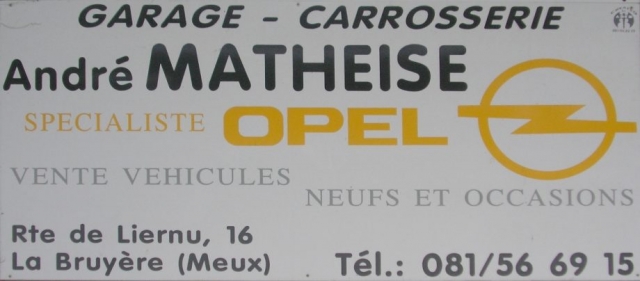 GARAGE - CARROSSERIE
André MATHEISE
SPECIALISTE OPEL
VENTE VEHICULES
NEUFS ET OCCASIONS
Rte de Liernu, 16
La Bruyère (Meux)
Tél.: 081/56 69 15